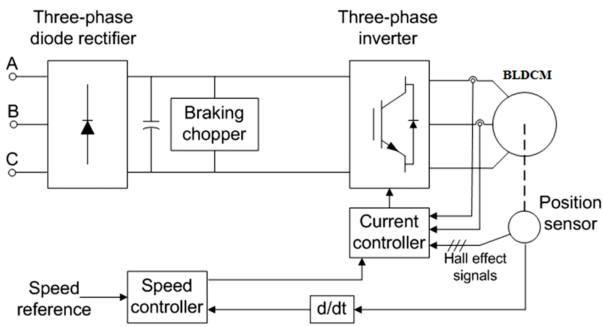 Three-phase
diode rectifier
Three-phase
inverter
BLDCM
A
B
C
Braking
chopper
Position
sensor
Current
controller
Hall effect
signals
Speed
reference
Speed
controller
d/dt